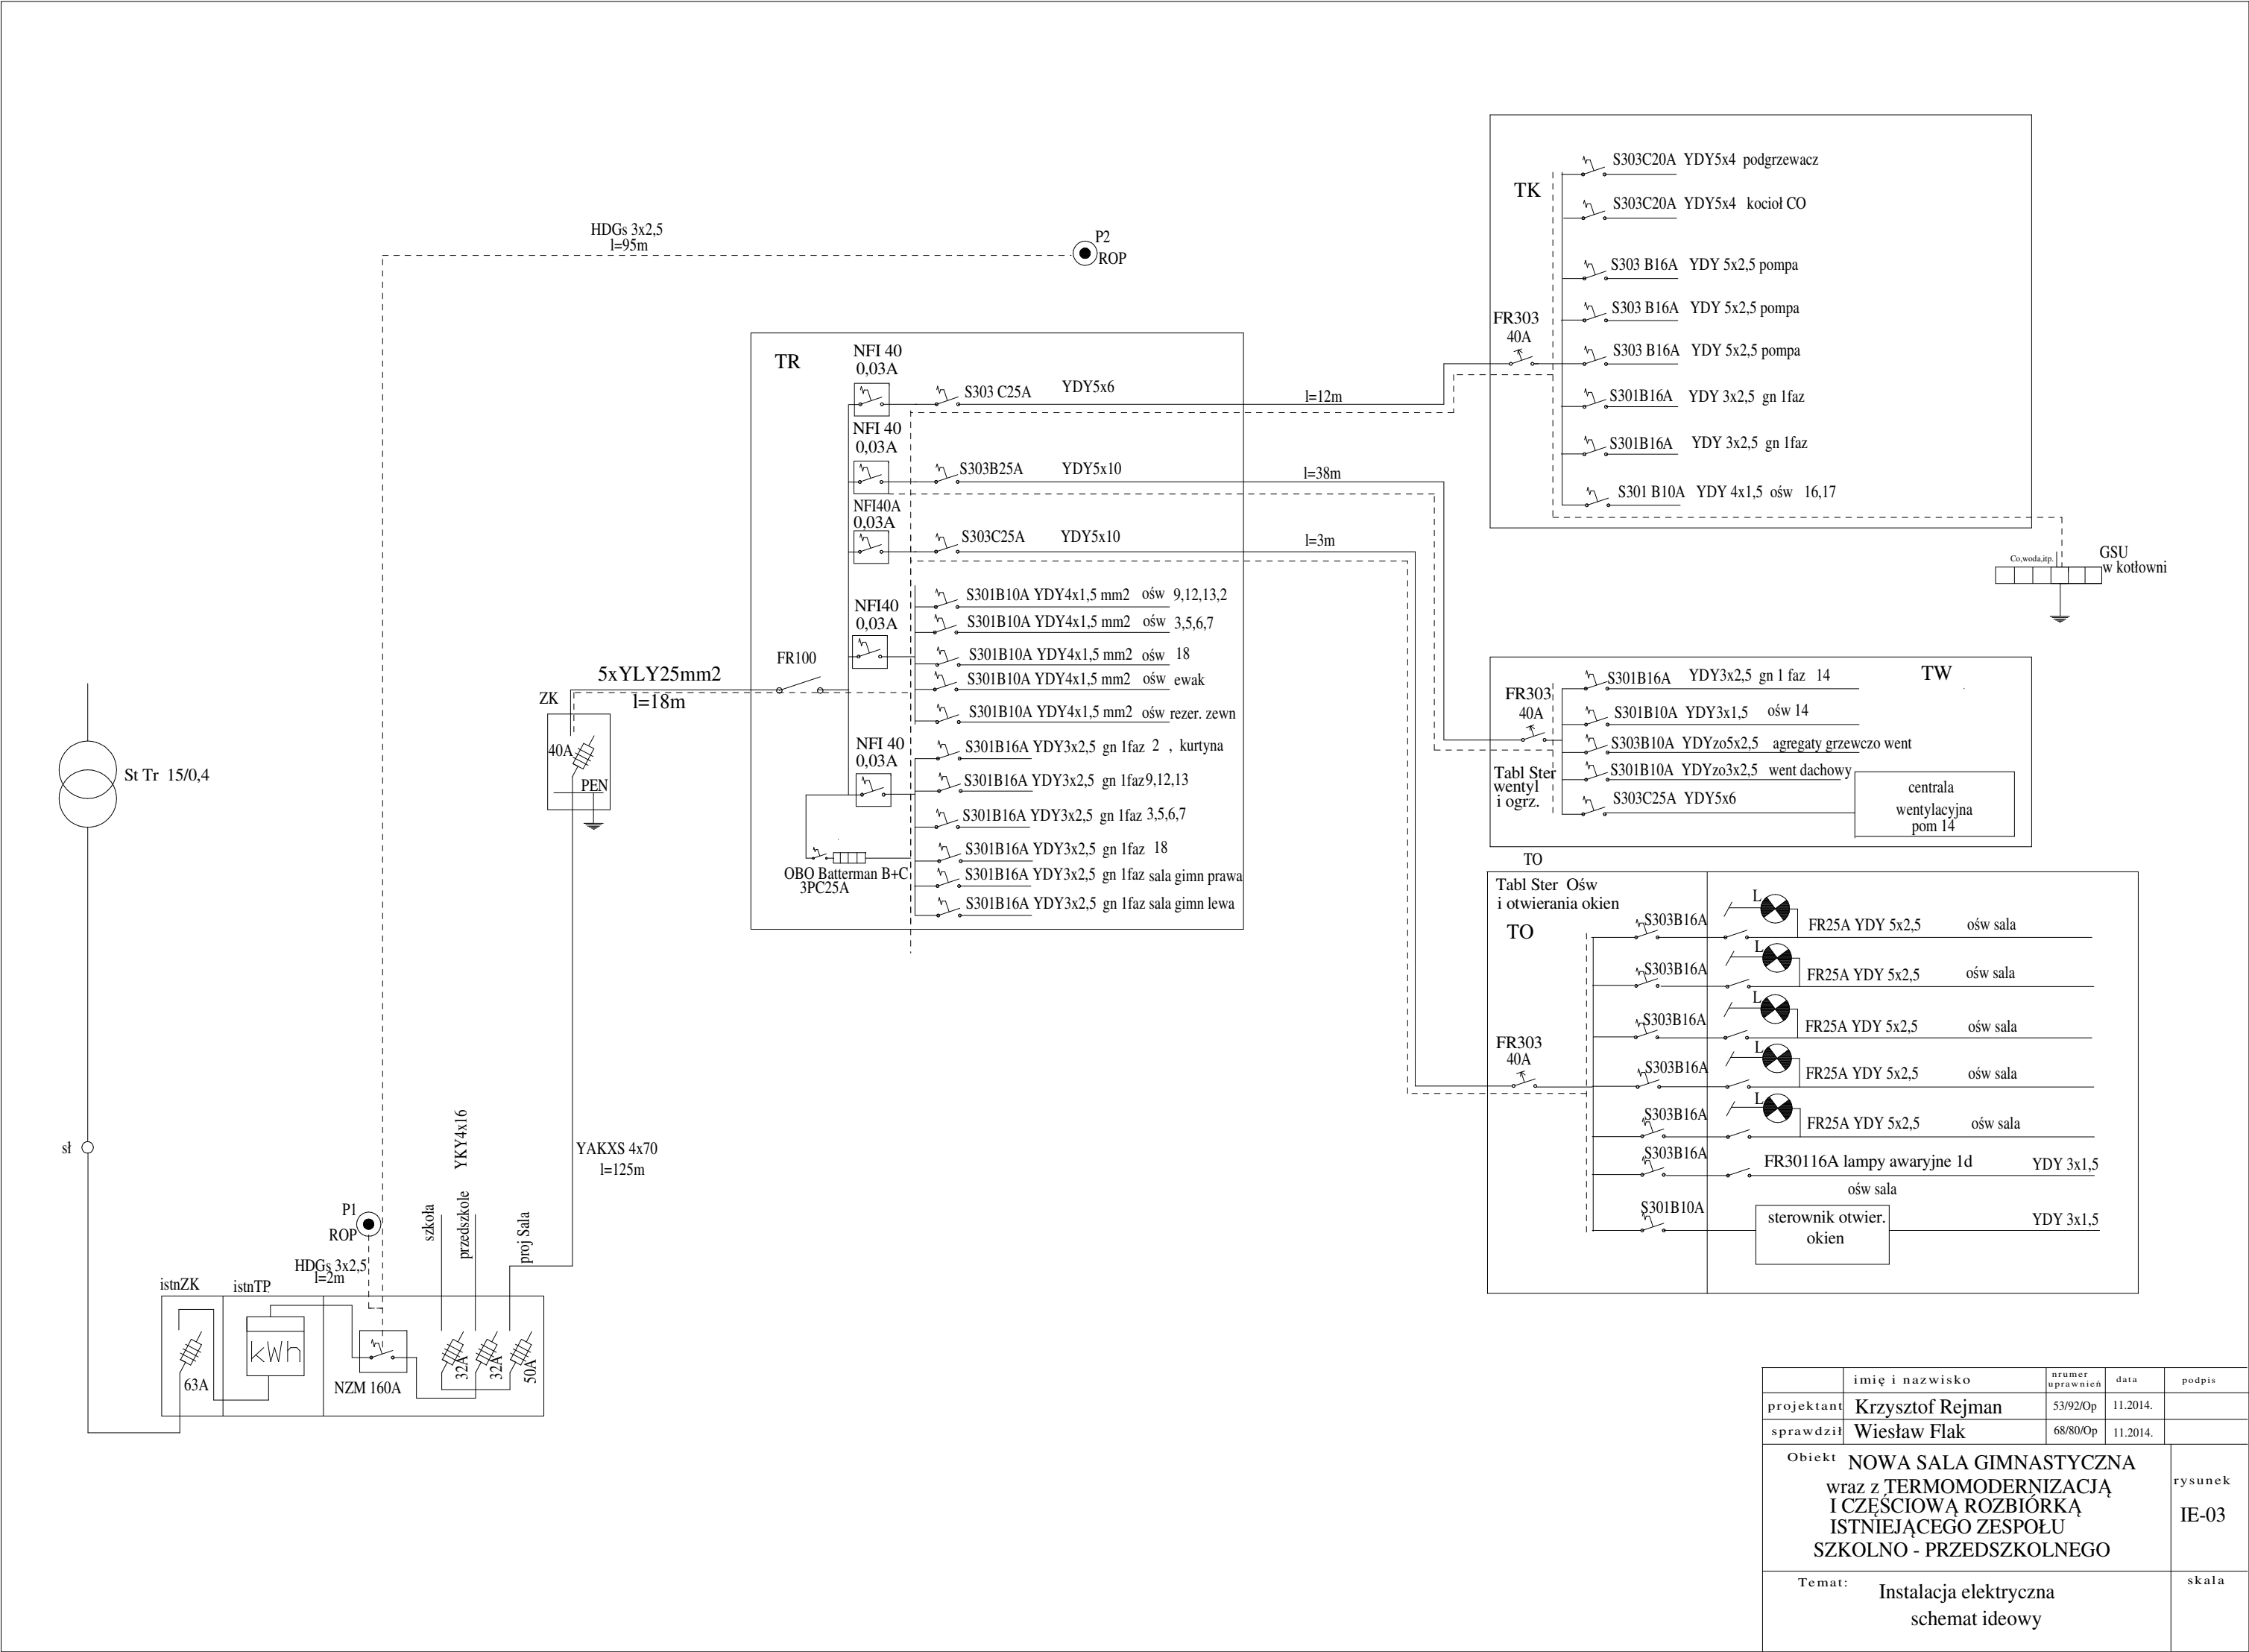 HDGs 3x2,5
l=95m
P2
ROP
St Tr 15/0,4
sł
istnZK
istnTP
63A
kWh
NZM 160A
P1
ROP
HDGs 3x2,5
l=2m
szkoła
przedszkole YKY4x16
proj Sala
32A
32A
50A
YAKXS 4x70
l=125m
ZK
40A
PEN
5xYLY25mm2
l=18m
TR
FR100
NFI 40
0,03A
S303 C25A YDY5x6
l=12m
NFI 40
0,03A
S303B25A YDY5x10
l=38m
NFI40A
0,03A
S303C25A YDY5x10
l=3m
NFI40
0,03A
S301B10A YDY4x1,5 mm2 ośw 9,12,13,2
S301B10A YDY4x1,5 mm2 ośw 3,5,6,7
S301B10A YDY4x1,5 mm2 ośw 18
S301B10A YDY4x1,5 mm2 ośw ewak
S301B10A YDY4x1,5 mm2 ośw rezer. zewn
NFI 40
0,03A
S301B16A YDY3x2,5 gn 1faz 2 , kurtyna
S301B16A YDY3x2,5 gn 1faz 9,12,13
S301B16A YDY3x2,5 gn 1faz 3,5,6,7
S301B16A YDY3x2,5 gn 1faz 18
S301B16A YDY3x2,5 gn 1faz sala gimn prawa
S301B16A YDY3x2,5 gn 1faz sala gimn lewa
OBO Batterman B+C
3PC25A
TK
FR303
40A
S303C20A YDY5x4 podgrzewacz
S303C20A YDY5x4 kocioł CO
S303 B16A YDY 5x2,5 pompa
S303 B16A YDY 5x2,5 pompa
S303 B16A YDY 5x2,5 pompa
S301B16A YDY 3x2,5 gn 1faz
S301B16A YDY 3x2,5 gn 1faz
S301 B10A YDY 4x1,5 ośw 16,17
Co,woda,itp.
GSU
w kotłowni
TW
FR303
40A
Tabl Ster
wentyl
i ogrz.
S301B16A YDY3x2,5 gn 1 faz 14
S301B10A YDY3x1,5 ośw 14
S303B10A YDYzo5x2,5 agregaty grzewczo went
S301B10A YDYzo3x2,5 went dachowy
S303C25A YDY5x6
centrala
wentylacyjna
pom 14
TO
Tabl Ster Ośw
i otwierania okien
TO
FR303
40A
S303B16A L FR25A YDY 5x2,5 ośw sala
S303B16A L FR25A YDY 5x2,5 ośw sala
S303B16A L FR25A YDY 5x2,5 ośw sala
S303B16A L FR25A YDY 5x2,5 ośw sala
S303B16A L FR25A YDY 5x2,5 ośw sala
S303B16A FR30116A lampy awaryjne 1d YDY 3x1,5
ośw sala
S301B10A
sterownik otwier.
okien
YDY 3x1,5
imię i nazwisko
nrumer
uprawnień
data
podpis
projektant Krzysztof Rejman 53/92/Op 11.2014.
sprawdził Wiesław Flak 68/80/Op 11.2014.
Obiekt NOWA SALA GIMNASTYCZNA
wraz z TERMOMODERNIZACJĄ
I CZĘŚCIOWĄ ROZBIÓRKĄ
ISTNIEJĄCEGO ZESPOŁU
SZKOLNO - PRZEDSZKOLNEGO
rysunek
IE-03
Temat: Instalacja elektryczna
schemat ideowy
skala